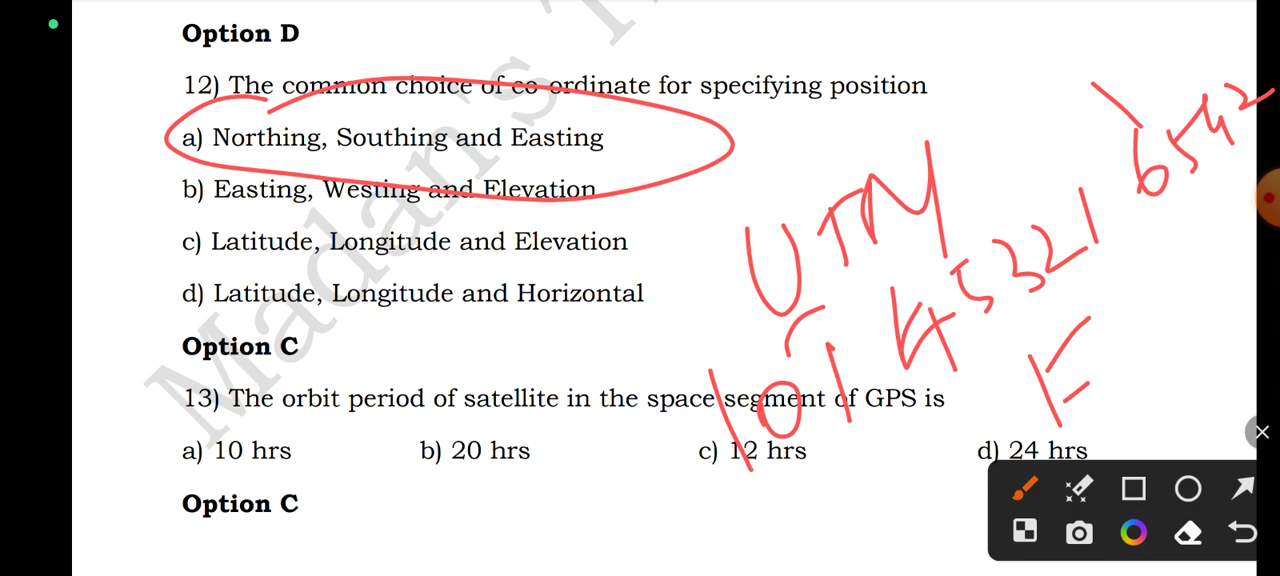 Option D
12) The common choice of co-ordinate for specifying position
a) Northing, Southing and Easting
b) Easting, Westing and Elevation
c) Latitude, Longitude and Elevation
d) Latitude, Longitude and Horizontal
Option C
13) The orbit period of satellite in the space segment of GPS is
a) 10 hrs b) 20 hrs c) 12 hrs d) 24 hrs
Option C
Madan's
UTM
6542
E